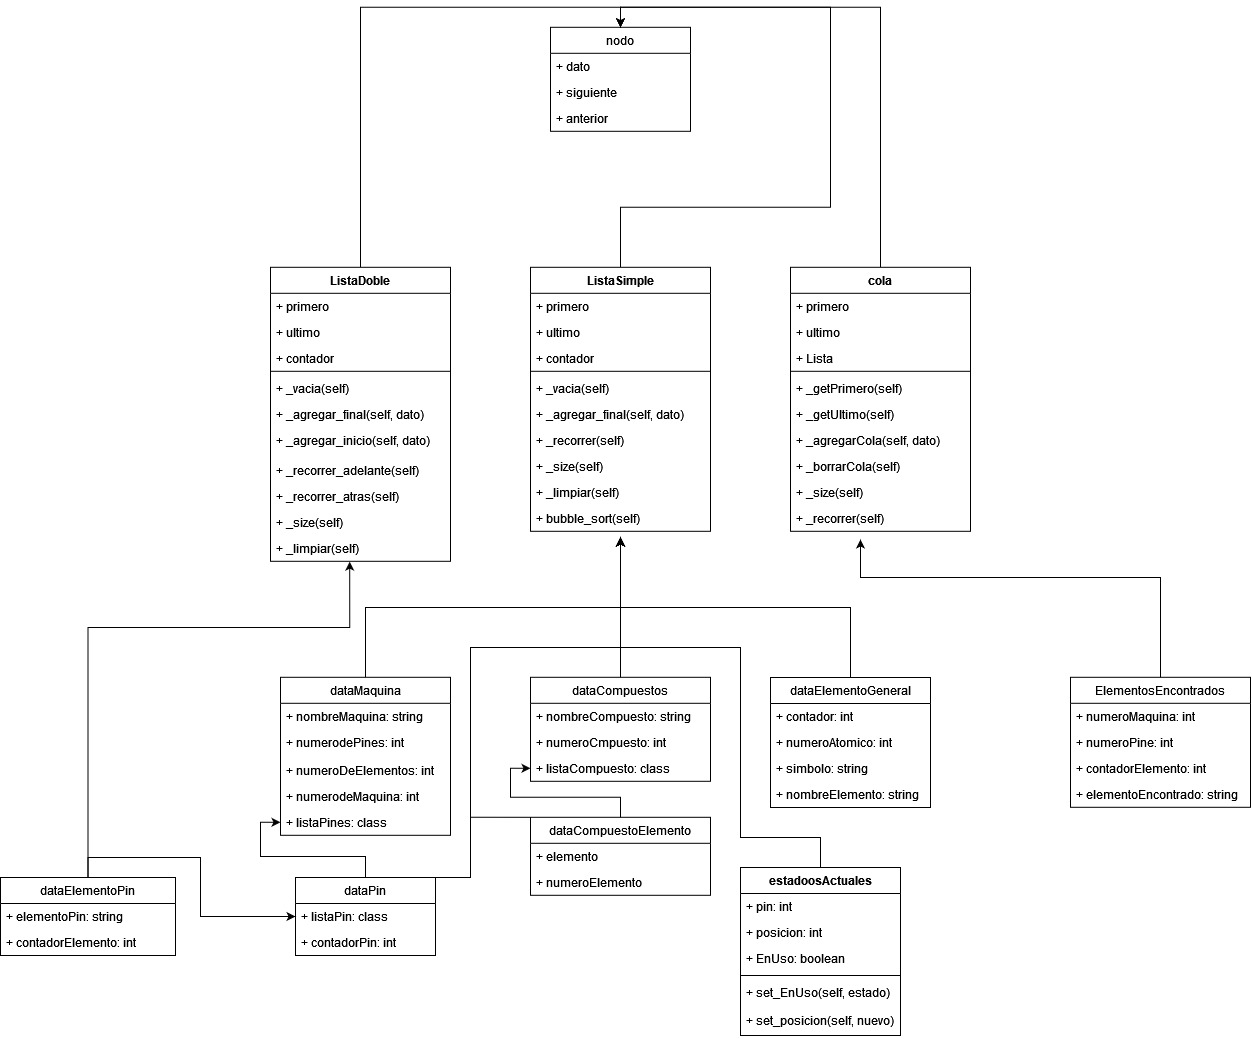 nodo
+ dato
+ siguiente
+ anterior
ListaDoble
+ primero
+ ultimo
+ contador
+ _vacia(self)
+ _agregar_final(self, dato)
+ _agregar_inicio(self, dato)
+ _recorrer_adelante(self)
+ _recorrer_atras(self)
+ _size(self)
+ _limpiar(self)
ListaSimple
+ primero
+ ultimo
+ contador
+ _vacia(self)
+ _agregar_final(self, dato)
+ _recorrer(self)
+ _size(self)
+ _limpiar(self)
+ bubble_sort(self)
cola
+ primero
+ ultimo
+ Lista
+ _getPrimero(self)
+ _getUltimo(self)
+ _agregarCola(self, dato)
+ _borrarCola(self)
+ _size(self)
+ _recorrer(self)
dataMaquina
+ nombreMaquina: string
+ numerodePines: int
+ numeroDeElementos: int
+ numerodeMaquina: int
+ listaPines: class
dataCompuestos
+ nombreCompuesto: string
+ numeroCmpuesto: int
+ listaCompuesto: class
dataElementoGeneral
+ contador: int
+ numeroAtomico: int
+ simbolo: string
+ nombreElemento: string
ElementosEncontrados
+ numeroMaquina: int
+ numeroPine: int
+ contadorElemento: int
+ elementoEncontrado: string
dataElementoPin
+ elementoPin: string
+ contadorElemento: int
dataPin
+ listaPin: class
+ contadorPin: int
dataCompuestoElemento
+ elemento
+ numeroElemento
estadoosActuales
+ pin: int
+ posicion: int
+ EnUso: boolean
+ set_EnUso(self, estado)
+ set_posicion(self, nuevo)